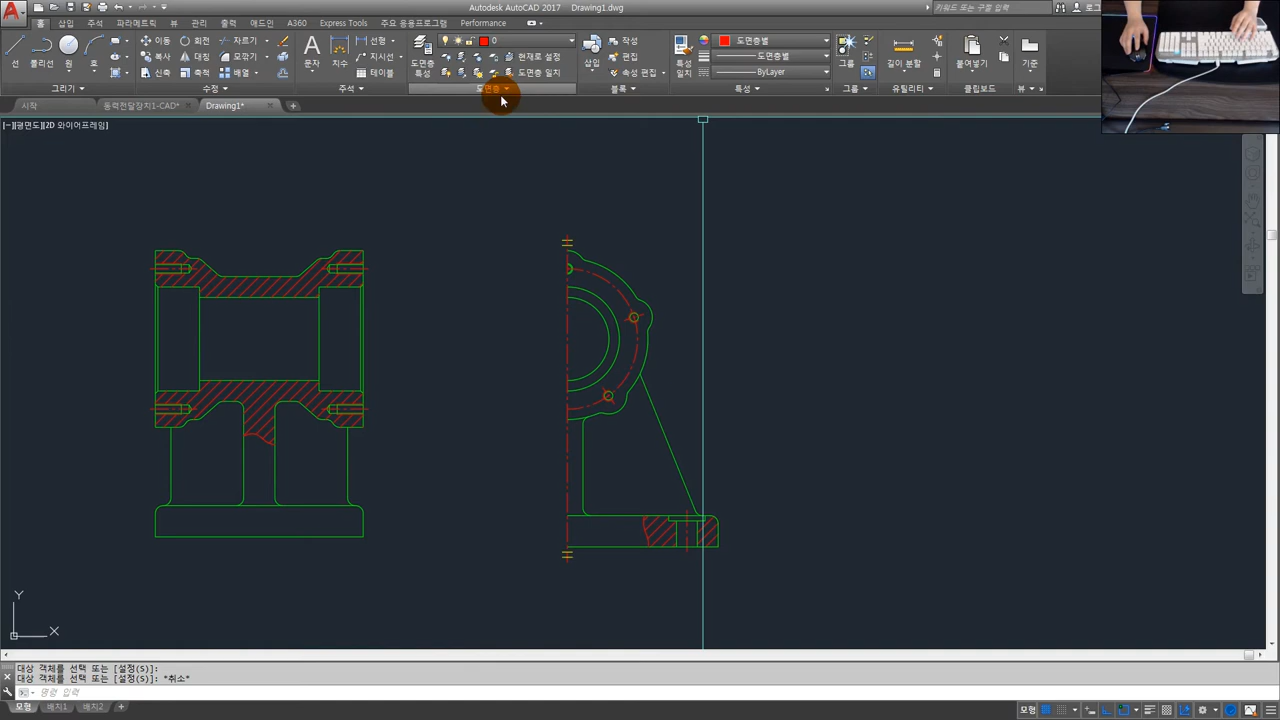 Autodesk AutoCAD 2017 Drawing1.dwg
키워드 또는 구절 입력
로그
홈 삽입 주석 파라메트릭 뷰 관리 출력 애드인 A360 Express Tools 주요 응용프로그램 Performance
이동 회전 자르기 선형 0 작성 도면층별
복사 대칭 모깎기 지시선 현재로 설정 편집 도면층별
선 폴리선 원 호 신축 축척 배열 문자 치수 테이블 도면층 특성 도면층 일치 삽입 속성 편집 특성 일치 ByLayer 그룹 길이 분할 붙여넣기 기준
그리기 수정 주석 도면층 블록 특성 그룹 유틸리티 클립보드 뷰
시작 동력전달장치1-CAD* Drawing1*
[−][평면도][2D 와이어프레임]
Y
X
대상 객체를 선택 또는 [설정(S)]:
대상 객체를 선택 또는 [설정(S)]: *취소*
명령 입력
모형 배치1 배치2 모형